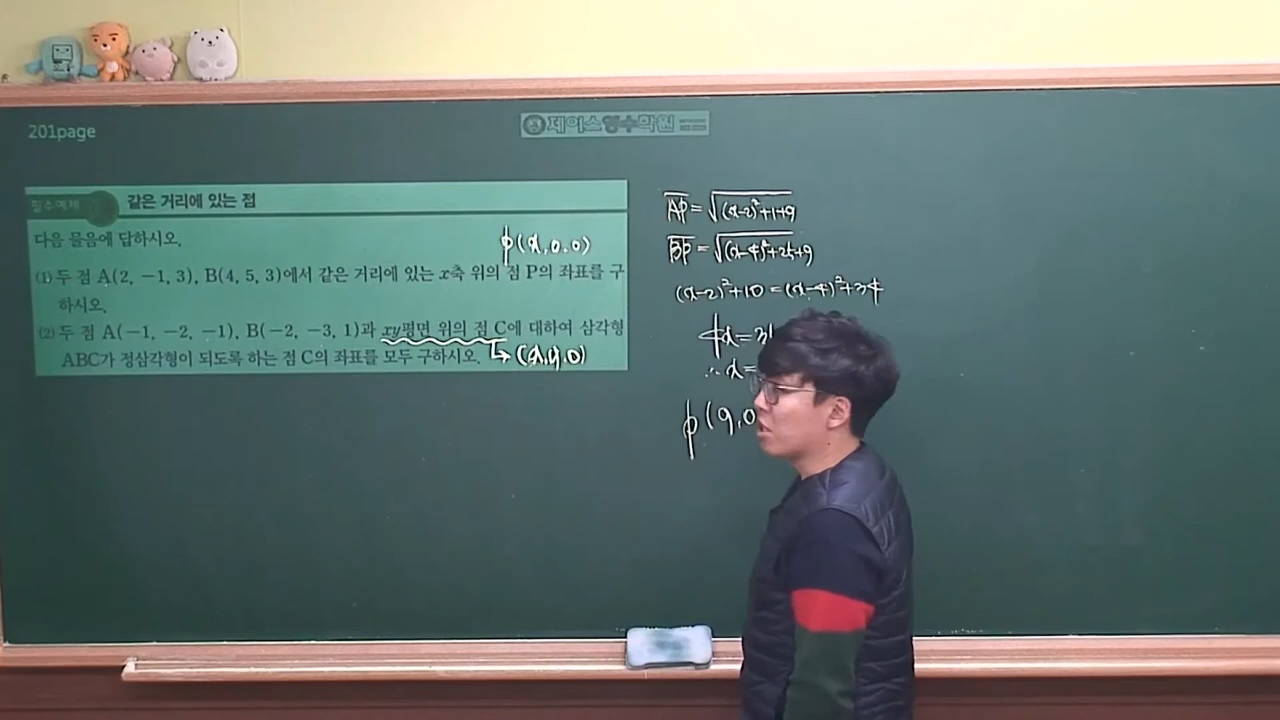 201page
제이스영수학원
필수예제 같은 거리에 있는 점
다음 물음에 답하시오.
P(x,0,0)
(1) 두 점 A(2, −1, 3), B(4, 5, 3)에서 같은 거리에 있는 x축 위의 점 P의 좌표를 구
하시오.
(2) 두 점 A(−1, −2, −1), B(−2, −3, 1)과 xy평면 위의 점 C에 대하여 삼각형
ABC가 정삼각형이 되도록 하는 점 C의 좌표를 모두 구하시오.
↳(x,y,0)
A̅P̅ = √(x-2)²+1+9
B̅P̅ = √(x-4)²+25+9
(x-2)²+10 = (x-4)²+34
4x=3
∴ x=
P(9,0